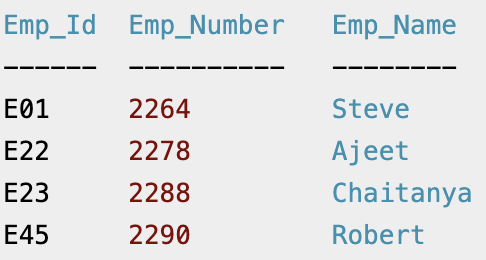 Emp_Id  Emp_Number   Emp_Name
------  ----------   --------
E01     2264         Steve
E22     2278         Ajeet
E23     2288         Chaitanya
E45     2290         Robert